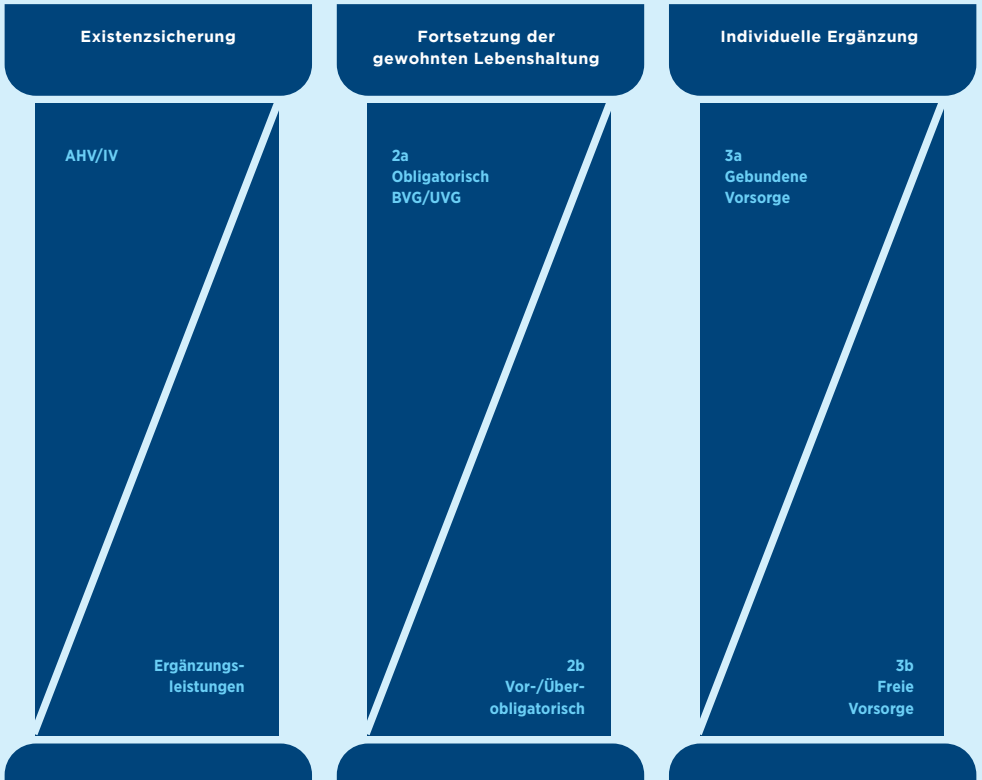 Existenzsicherung
Fortsetzung der
gewohnten Lebenshaltung
Individuelle Ergänzung
AHV/IV
2a
Obligatorisch
BVG/UVG
3a
Gebundene
Vorsorge
Ergänzungs-
leistungen
2b
Vor-/Über-
obligatorisch
3b
Freie
Vorsorge